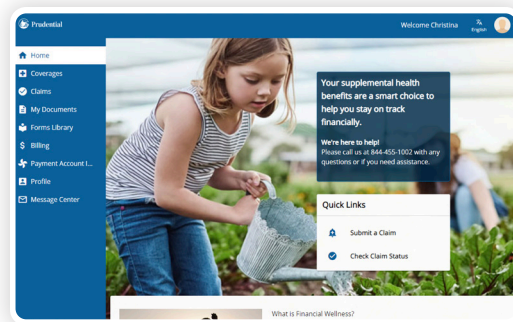 Prudential
Welcome Christina
English
Home
Coverages
Claims
My Documents
Forms Library
Billing
Payment Account I...
Profile
Message Center
Your supplemental health
benefits are a smart choice to
help you stay on track
financially.
We're here to help!
Please call us at 844-455-1002 with any
questions or if you need assistance.
Quick Links
Submit a Claim
Check Claim Status
What is Financial Wellness?